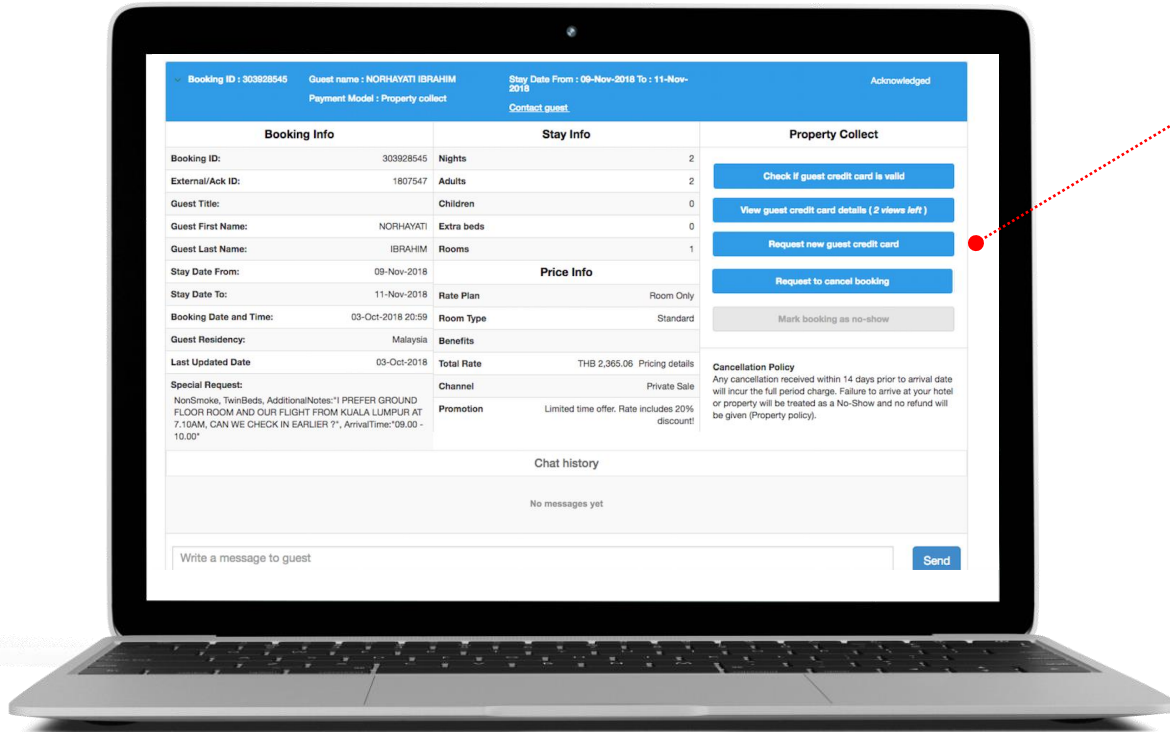 Booking ID : 303928545
Guest name : NORHAYATI IBRAHIM
Payment Model : Property collect
Stay Date From : 09-Nov-2018 To : 11-Nov-
2018
Contact guest
Acknowledged
Booking Info
Booking ID: 303928545
External/Ack ID: 1807547
Guest Title:
Guest First Name: NORHAYATI
Guest Last Name: IBRAHIM
Stay Date From: 09-Nov-2018
Stay Date To: 11-Nov-2018
Booking Date and Time: 03-Oct-2018 20:59
Guest Residency: Malaysia
Last Updated Date 03-Oct-2018
Special Request:
NonSmoke, TwinBeds, AdditionalNotes:"I PREFER GROUND
FLOOR ROOM AND OUR FLIGHT FROM KUALA LUMPUR AT
7.10AM, CAN WE CHECK IN EARLIER ?", ArrivalTime:"09.00 -
10.00"
Stay Info
Nights 2
Adults 2
Children 0
Extra beds 0
Rooms 1
Price Info
Rate Plan Room Only
Room Type Standard
Benefits
Total Rate THB 2,365.06 Pricing details
Channel Private Sale
Promotion Limited time offer. Rate includes 20%
discount!
Property Collect
Check if guest credit card is valid
View guest credit card details ( 2 views left )
Request new guest credit card
Request to cancel booking
Mark booking as no-show
Cancellation Policy
Any cancellation received within 14 days prior to arrival date
will incur the full period charge. Failure to arrive at your hotel
or property will be treated as a No-Show and no refund will
be given (Property policy).
Chat history
No messages yet
Write a message to guest
Send